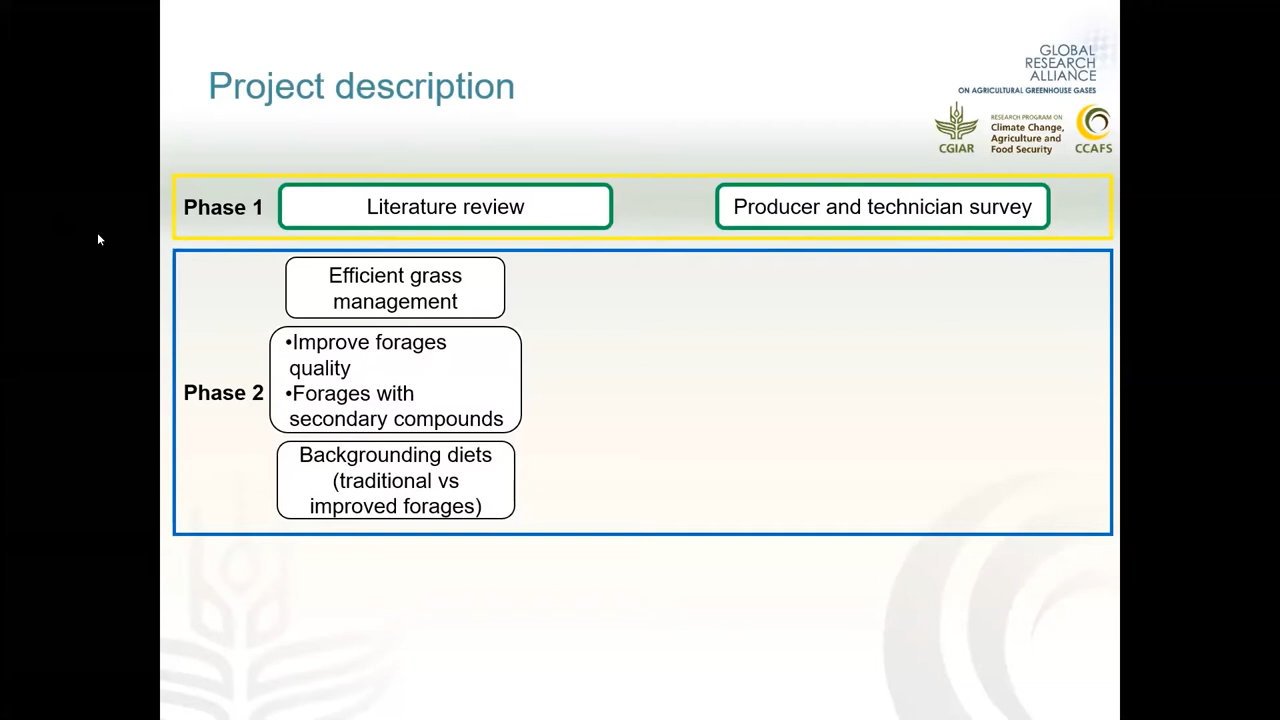 Project description
GLOBAL
RESEARCH
ALLIANCE
ON AGRICULTURAL GREENHOUSE GASES
CGIAR
RESEARCH PROGRAM ON
Climate Change,
Agriculture and
Food Security
CCAFS
Phase 1
Literature review
Producer and technician survey
Phase 2
Efficient grass
management
•Improve forages
quality
•Forages with
secondary compounds
Backgrounding diets
(traditional vs
improved forages)